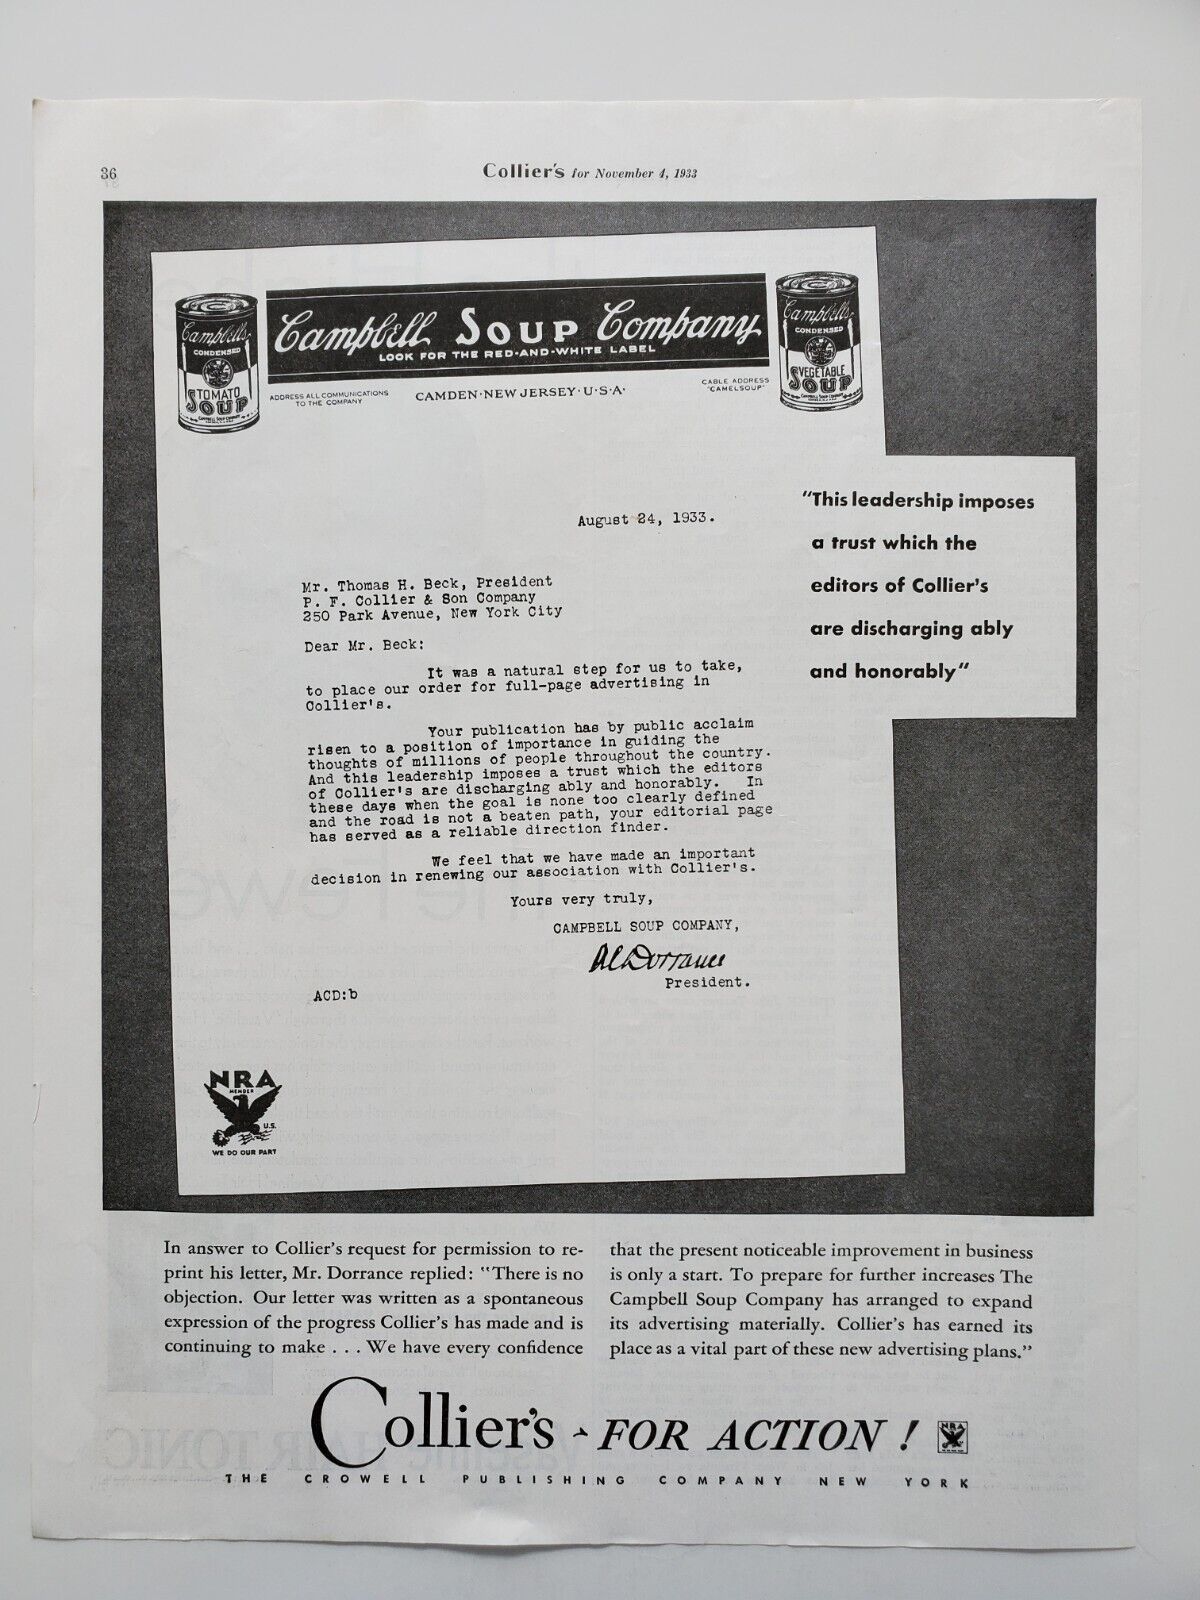 36
Collier's for November 4, 1933
Campbell's
CONDENSED
TOMATO
SOUP
Campbell Soup Company
LOOK FOR THE RED-AND-WHITE LABEL
Campbell's
CONDENSED
VEGETABLE
SOUP
ADDRESS ALL COMMUNICATIONS
TO THE COMPANY
CAMDEN·NEW JERSEY·U·S·A·
CABLE ADDRESS
"CAMELSOUP"
"This leadership imposes
a trust which the
editors of Collier's
are discharging ably
and honorably"
August 24, 1933.
Mr. Thomas H. Beck, President
P. F. Collier & Son Company
250 Park Avenue, New York City
Dear Mr. Beck:
It was a natural step for us to take,
to place our order for full-page advertising in
Collier's.
Your publication has by public acclaim
risen to a position of importance in guiding the
thoughts of millions of people throughout the country.
And this leadership imposes a trust which the editors
of Collier's are discharging ably and honorably. In
these days when the goal is none too clearly defined
and the road is not a beaten path, your editorial page
has served as a reliable direction finder.
We feel that we have made an important
decision in renewing our association with Collier's.
Yours very truly,
CAMPBELL SOUP COMPANY,
ACDorrance
President.
ACD:b
NRA
MEMBER
U.S.
WE DO OUR PART
In answer to Collier's request for permission to re-
print his letter, Mr. Dorrance replied: "There is no
objection. Our letter was written as a spontaneous
expression of the progress Collier's has made and is
continuing to make . . . We have every confidence
that the present noticeable improvement in business
is only a start. To prepare for further increases The
Campbell Soup Company has arranged to expand
its advertising materially. Collier's has earned its
place as a vital part of these new advertising plans."
Collier's - FOR ACTION !
NRA
THE CROWELL PUBLISHING COMPANY NEW YORK